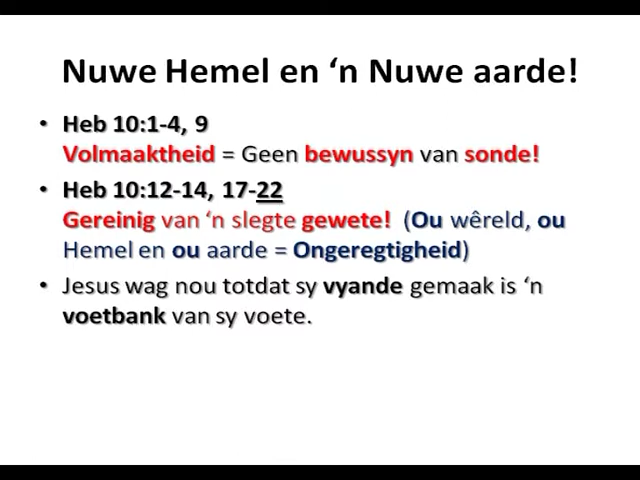 Nuwe Hemel en ‘n Nuwe aarde!
• Heb 10:1-4, 9
Volmaaktheid = Geen bewussyn van sonde!
• Heb 10:12-14, 17-22
Gereinig van ‘n slegte gewete! (Ou wêreld, ou
Hemel en ou aarde = Ongeregtigheid)
• Jesus wag nou totdat sy vyande gemaak is ‘n
voetbank van sy voete.